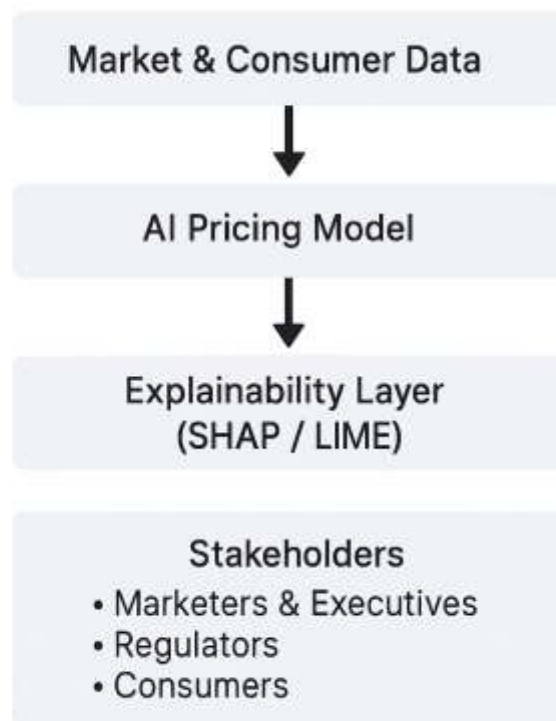 Market & Consumer Data
AI Pricing Model
Explainability Layer
(SHAP / LIME)
Stakeholders
• Marketers & Executives
• Regulators
• Consumers